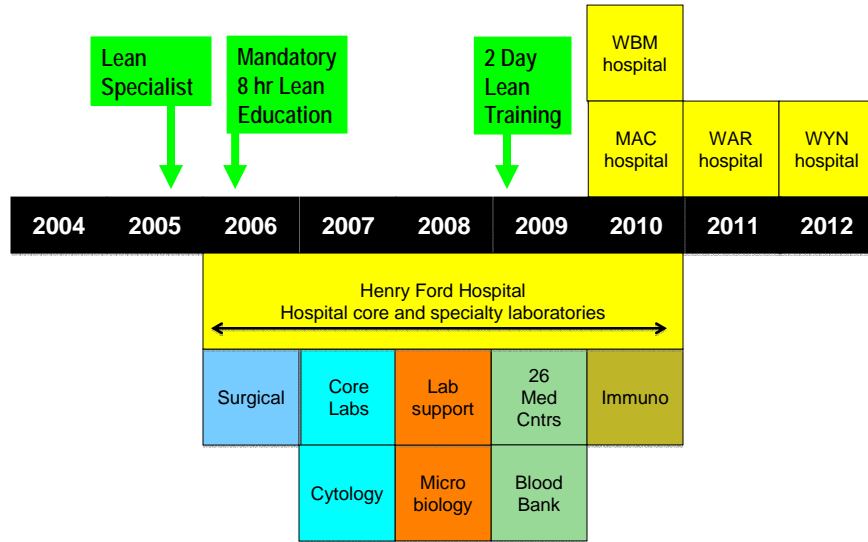 Lean
Specialist
Mandatory
8 hr Lean
Education
2 Day
Lean
Training
WBM
hospital
MAC
hospital
WAR
hospital
WYN
hospital
2004 2005 2006 2007 2008 2009 2010 2011 2012
Henry Ford Hospital
Hospital core and specialty laboratories
Surgical
Core
Labs
Lab
support
26
Med
Cntrs
Immuno
Cytology
Micro
biology
Blood
Bank